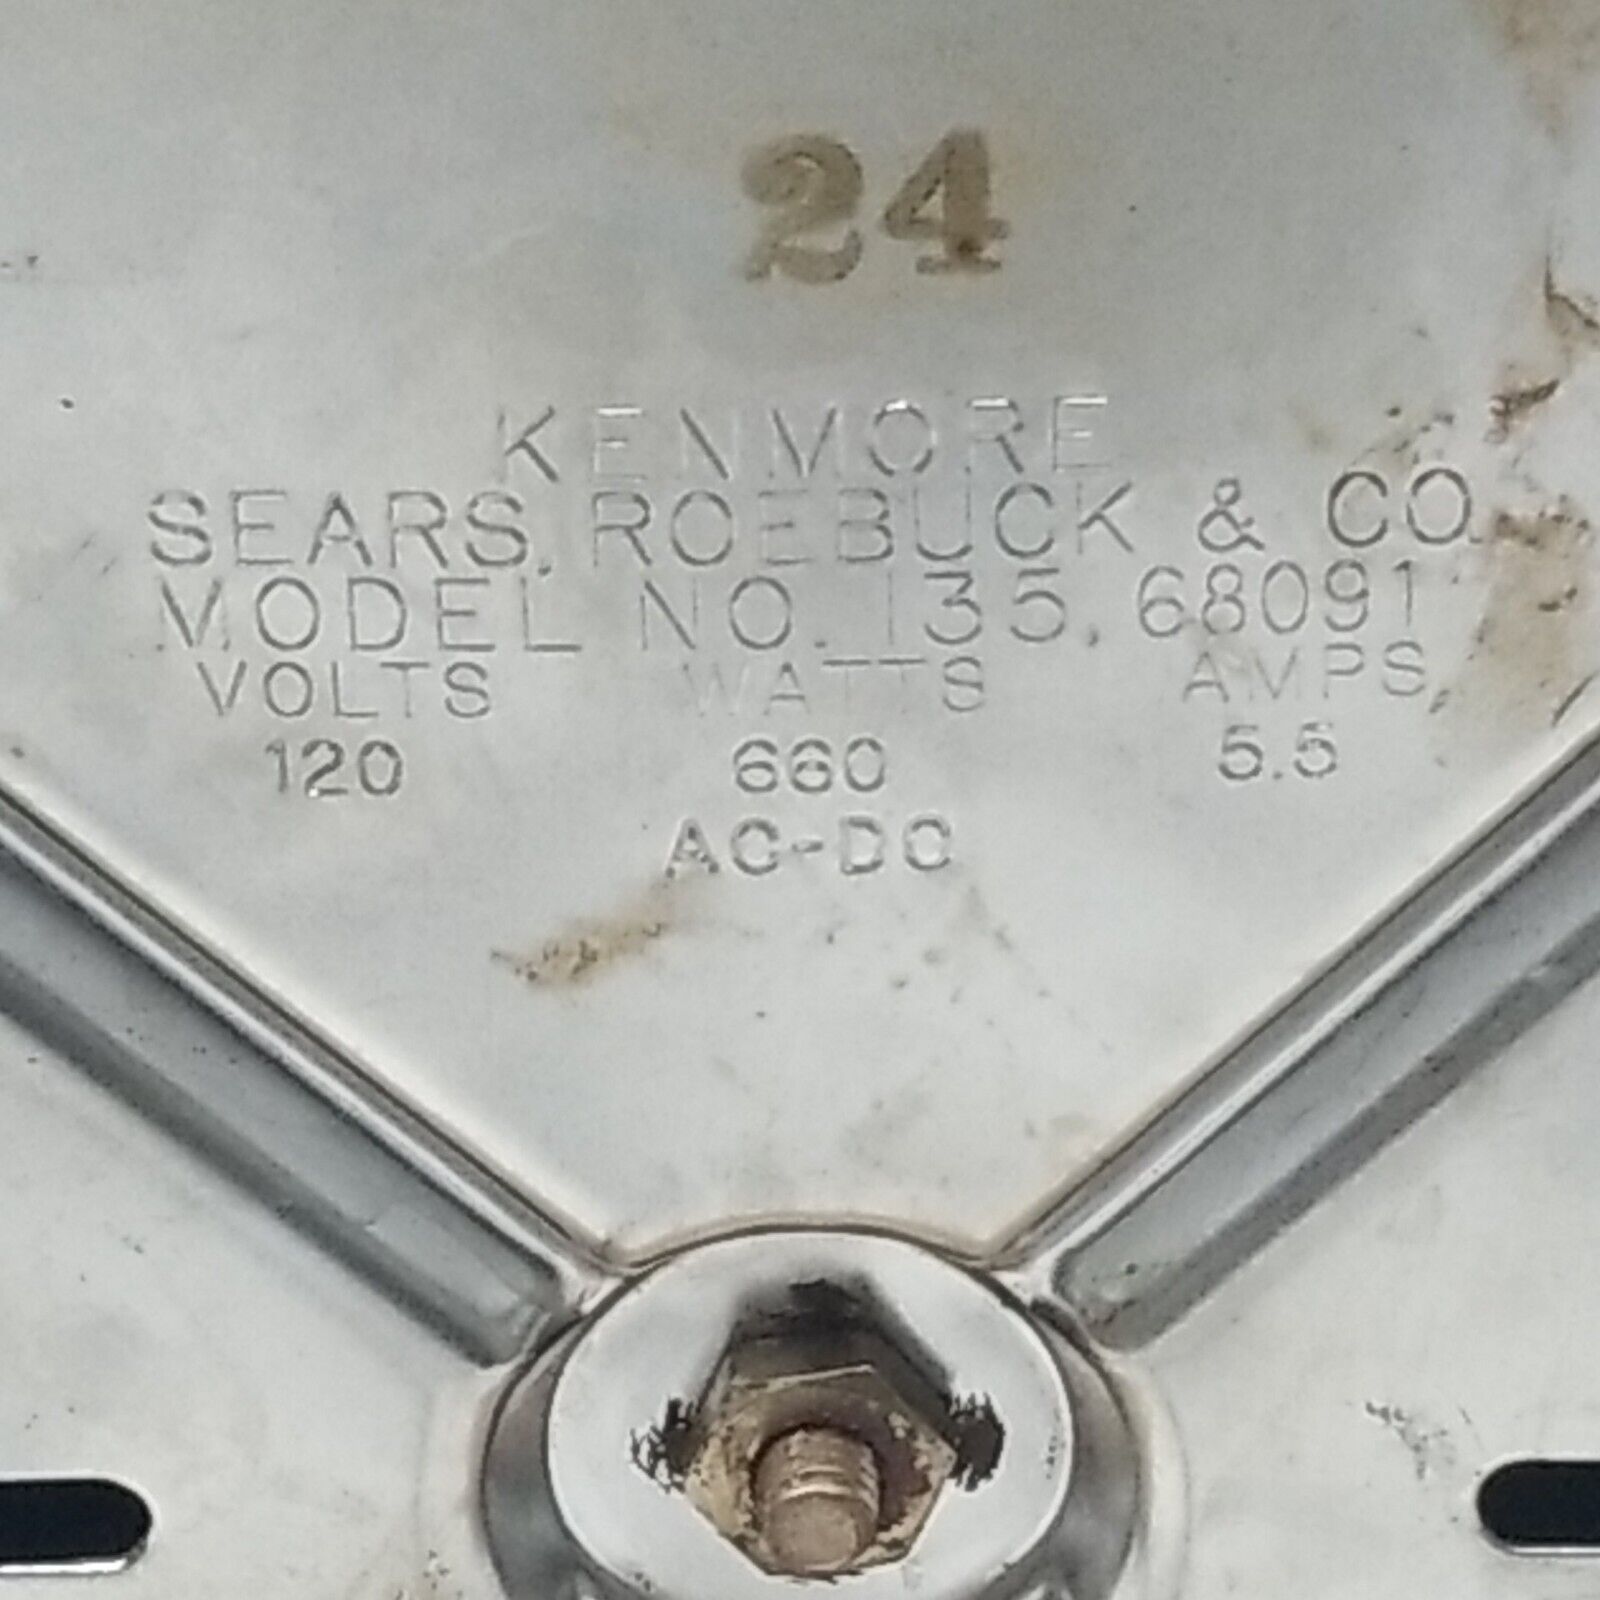 24
KENMORE
SEARS, ROEBUCK & CO.
MODEL NO. 135.68091
VOLTS WATTS AMPS
120 660 5.5
AC-DC